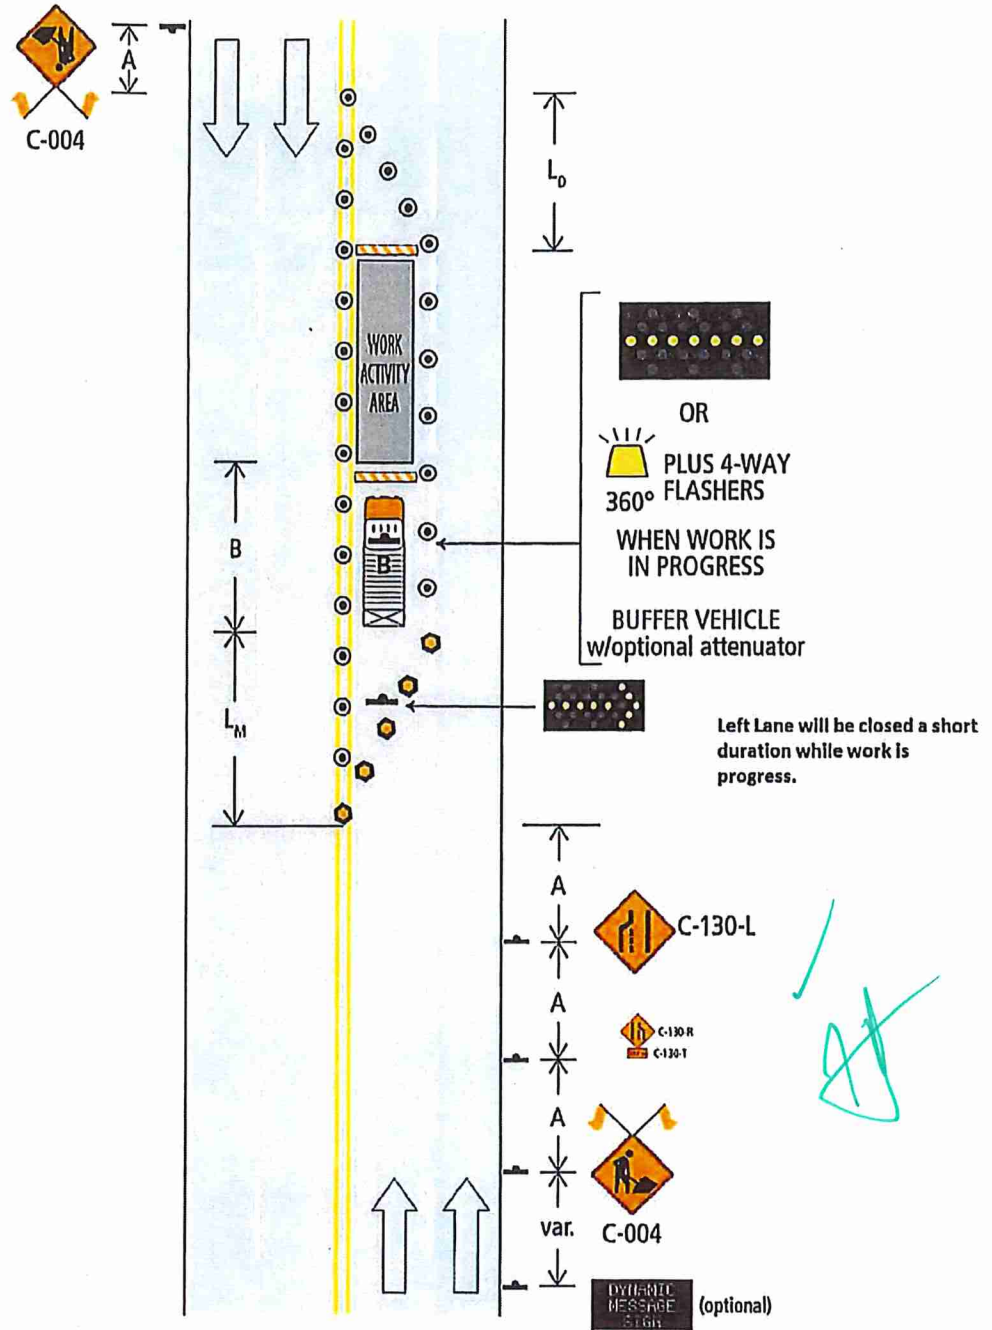 A
C-004
L_D
WORK
ACTIVITY
AREA
OR
360°
PLUS 4-WAY
FLASHERS
WHEN WORK IS
IN PROGRESS
BUFFER VEHICLE
w/optional attenuator
B
B
L_M
Left Lane will be closed a short
duration while work is
progress.
A
C-130-L
A
C-130-R
C-130-T
A
var.
C-004
DYNAMIC
MESSAGE
SIGN
(optional)